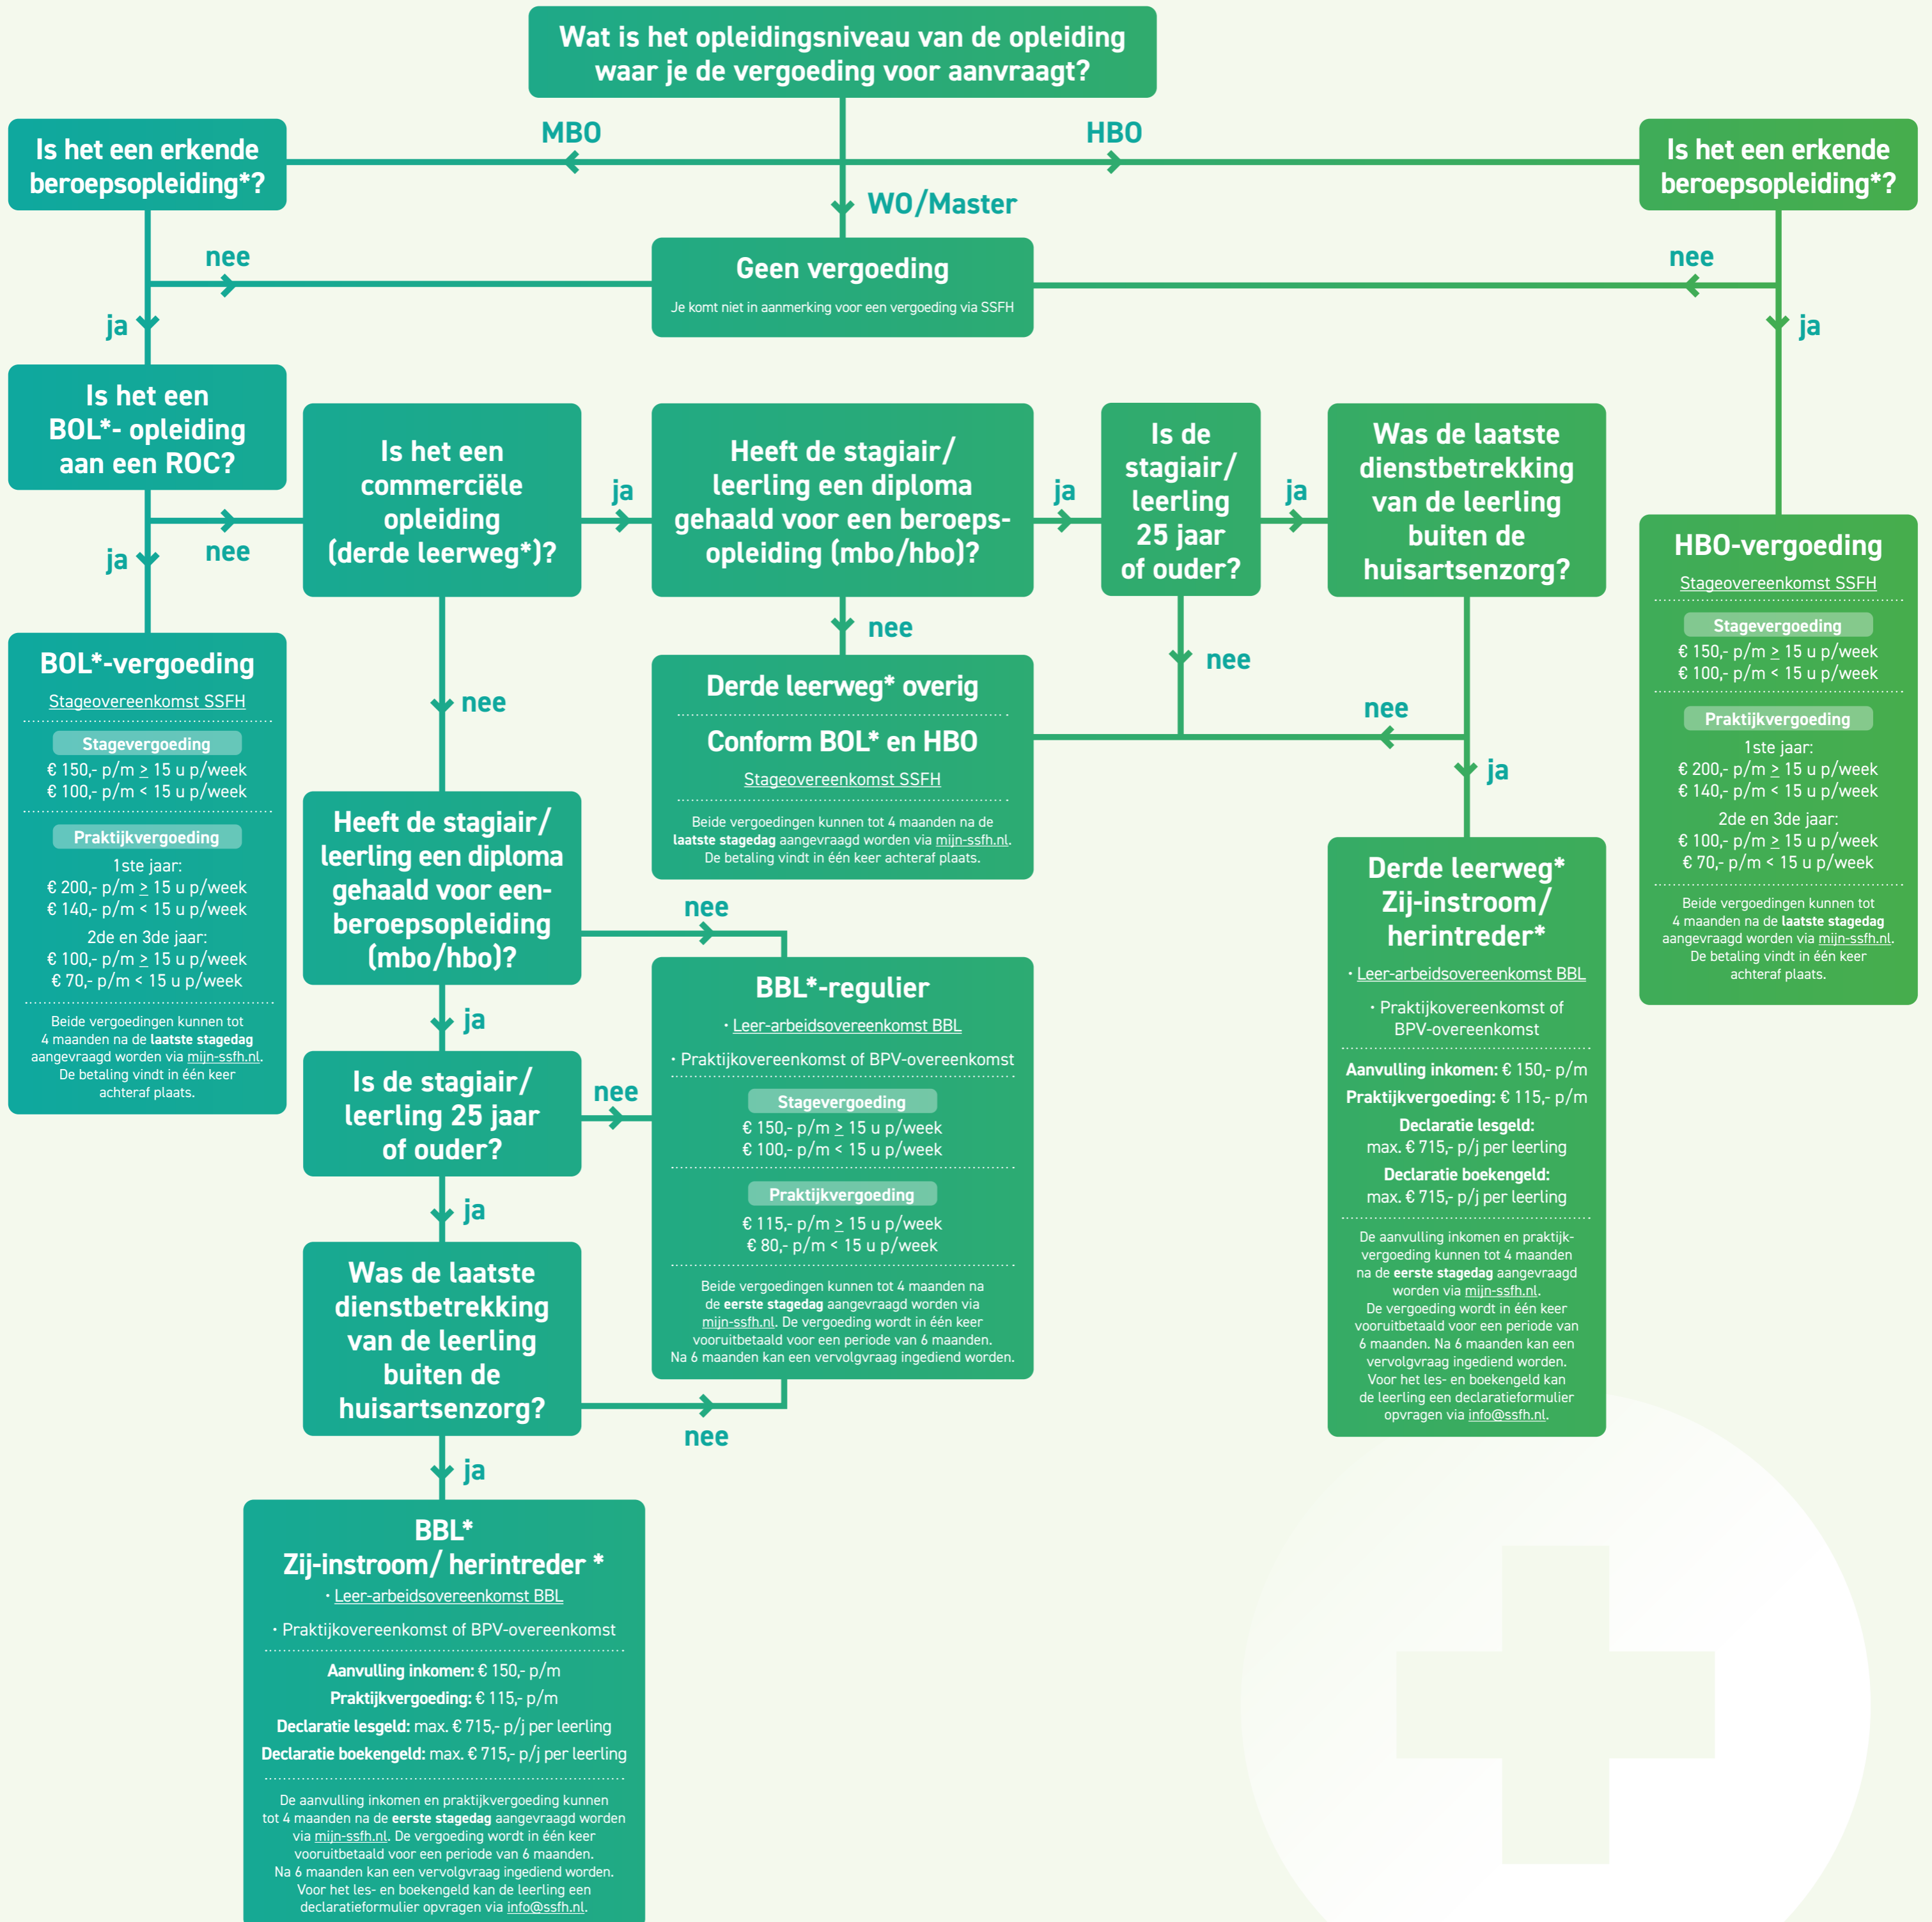 Wat is het opleidingsniveau van de opleiding
waar je de vergoeding voor aanvraagt?
MBO
HBO
WO/Master
Is het een erkende
beroepsopleiding*?
Is het een erkende
beroepsopleiding*?
nee
Geen vergoeding
Je komt niet in aanmerking voor een vergoeding via SSFH
nee
ja
ja
Is het een
BOL*- opleiding
aan een ROC?
nee
ja
Is het een
commerciële
opleiding
(derde leerweg*)?
ja
Heeft de stagiair/
leerling een diploma
gehaald voor een beroeps-
opleiding (mbo/hbo)?
ja
Is de
stagiair/
leerling
25 jaar
of ouder?
ja
Was de laatste
dienstbetrekking
van de leerling
buiten de
huisartsenzorg?
HBO-vergoeding
Stageovereenkomst SSFH
Stagevergoeding
€ 150,- p/m ≥ 15 u p/week
€ 100,- p/m < 15 u p/week
Praktijkvergoeding
1ste jaar:
€ 200,- p/m ≥ 15 u p/week
€ 140,- p/m < 15 u p/week
2de en 3de jaar:
€ 100,- p/m ≥ 15 u p/week
€ 70,- p/m < 15 u p/week
Beide vergoedingen kunnen tot
4 maanden na de laatste stagedag
aangevraagd worden via mijn-ssfh.nl.
De betaling vindt in één keer
achteraf plaats.
BOL*-vergoeding
Stageovereenkomst SSFH
Stagevergoeding
€ 150,- p/m ≥ 15 u p/week
€ 100,- p/m < 15 u p/week
Praktijkvergoeding
1ste jaar:
€ 200,- p/m ≥ 15 u p/week
€ 140,- p/m < 15 u p/week
2de en 3de jaar:
€ 100,- p/m ≥ 15 u p/week
€ 70,- p/m < 15 u p/week
Beide vergoedingen kunnen tot
4 maanden na de laatste stagedag
aangevraagd worden via mijn-ssfh.nl.
De betaling vindt in één keer
achteraf plaats.
nee
nee
nee
nee
ja
Derde leerweg* overig
Conform BOL* en HBO
Stageovereenkomst SSFH
Beide vergoedingen kunnen tot 4 maanden na de
laatste stagedag aangevraagd worden via mijn-ssfh.nl.
De betaling vindt in één keer achteraf plaats.
Derde leerweg*
Zij-instroom/
herintreder*
· Leer-arbeidsovereenkomst BBL
· Praktijkovereenkomst of
BPV-overeenkomst
Aanvulling inkomen: € 150,- p/m
Praktijkvergoeding: € 115,- p/m
Declaratie lesgeld:
max. € 715,- p/j per leerling
Declaratie boekengeld:
max. € 715,- p/j per leerling
De aanvulling inkomen en praktijk-
vergoeding kunnen tot 4 maanden
na de eerste stagedag aangevraagd
worden via mijn-ssfh.nl.
De vergoeding wordt in één keer
vooruitbetaald voor een periode van
6 maanden. Na 6 maanden kan een
vervolgvraag ingediend worden.
Voor het les- en boekengeld kan
de leerling een declaratieformulier
opvragen via info@ssfh.nl.
Heeft de stagiair/
leerling een diploma
gehaald voor een-
beroepsopleiding
(mbo/hbo)?
nee
ja
Is de stagiair/
leerling 25 jaar
of ouder?
nee
ja
BBL*-regulier
· Leer-arbeidsovereenkomst BBL
· Praktijkovereenkomst of BPV-overeenkomst
Stagevergoeding
€ 150,- p/m ≥ 15 u p/week
€ 100,- p/m < 15 u p/week
Praktijkvergoeding
€ 115,- p/m ≥ 15 u p/week
€ 80,- p/m < 15 u p/week
Beide vergoedingen kunnen tot 4 maanden na
de eerste stagedag aangevraagd worden via
mijn-ssfh.nl. De vergoeding wordt in één keer
vooruitbetaald voor een periode van 6 maanden.
Na 6 maanden kan een vervolgvraag ingediend worden.
Was de laatste
dienstbetrekking
van de leerling
buiten de
huisartsenzorg?
nee
ja
BBL*
Zij-instroom/ herintreder *
· Leer-arbeidsovereenkomst BBL
· Praktijkovereenkomst of BPV-overeenkomst
Aanvulling inkomen: € 150,- p/m
Praktijkvergoeding: € 115,- p/m
Declaratie lesgeld: max. € 715,- p/j per leerling
Declaratie boekengeld: max. € 715,- p/j per leerling
De aanvulling inkomen en praktijkvergoeding kunnen
tot 4 maanden na de eerste stagedag aangevraagd worden
via mijn-ssfh.nl. De vergoeding wordt in één keer
vooruitbetaald voor een periode van 6 maanden.
Na 6 maanden kan een vervolgvraag ingediend worden.
Voor het les- en boekengeld kan de leerling een
declaratieformulier opvragen via info@ssfh.nl.